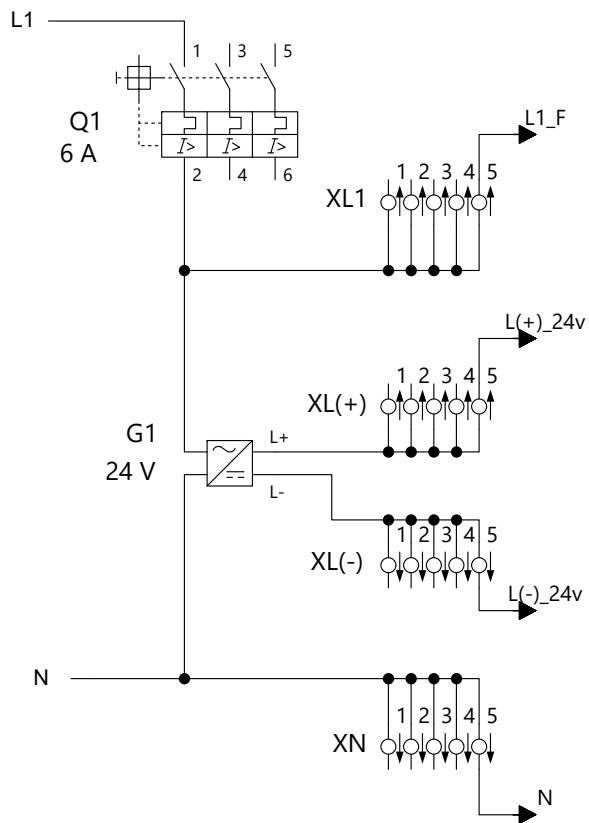 L1
1 3 5
Q1
6 A
I> I> I>
2 4 6
L1_F
XL1
1 2 3 4 5
L(+)_24v
XL(+)
1 2 3 4 5
G1
24 V
L+
L-
XL(-)
1 2 3 4 5
L(-)_24v
N
XN
1 2 3 4 5
N